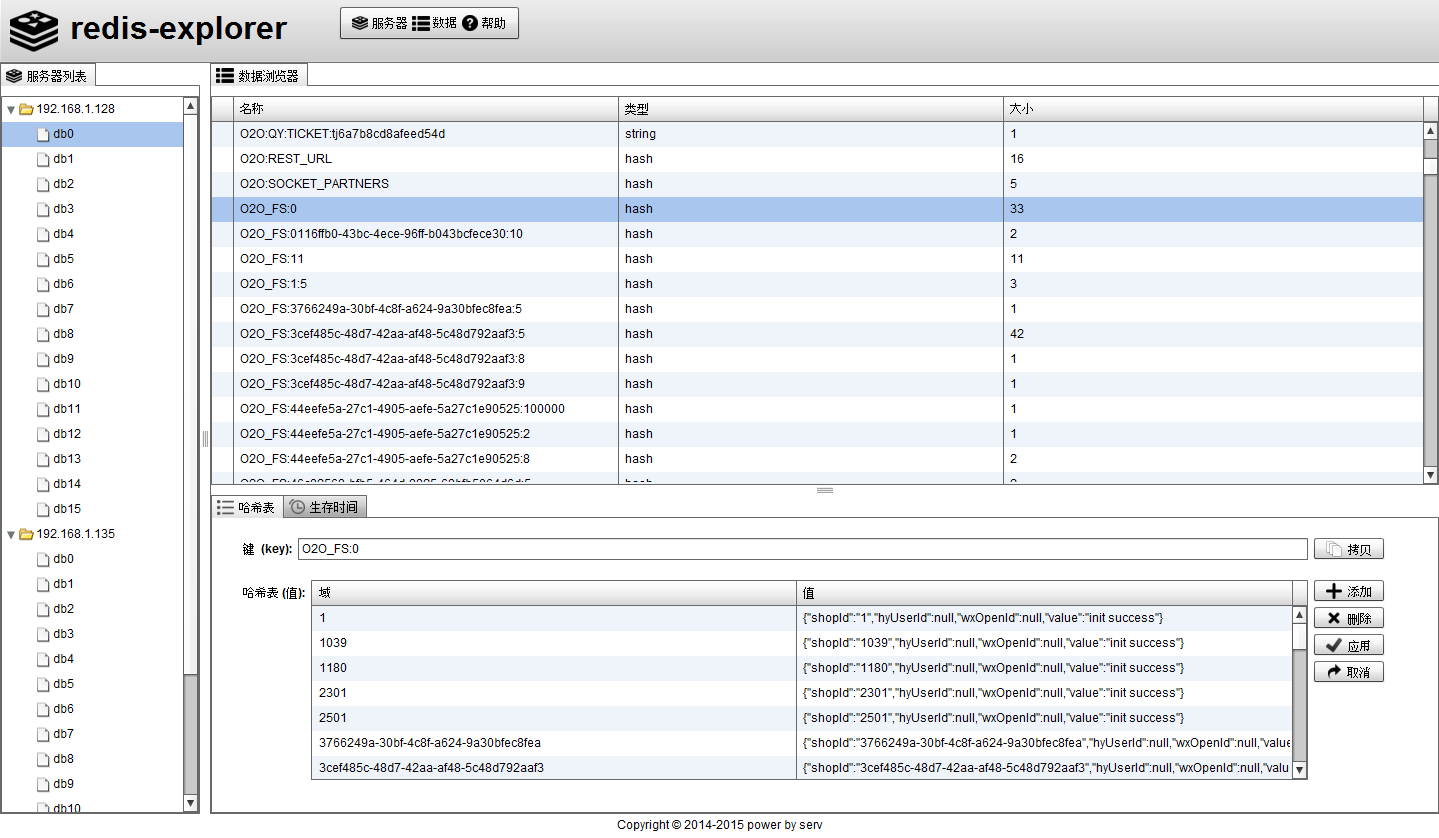 redis-explorer
服务器 数据 帮助
服务器列表
192.168.1.128
db0
db1
db2
db3
db4
db5
db6
db7
db8
db9
db10
db11
db12
db13
db14
db15
192.168.1.135
db0
db1
db2
db3
db4
db5
db6
db7
db8
db9
db10
数据浏览器
名称 类型 大小
O2O:QY:TICKET:tj6a7b8cd8afeed54d string 1
O2O:REST_URL hash 16
O2O:SOCKET_PARTNERS hash 5
O2O_FS:0 hash 33
O2O_FS:0116ffb0-43bc-4ece-96ff-b043bcfece30:10 hash 2
O2O_FS:11 hash 11
O2O_FS:1:5 hash 3
O2O_FS:3766249a-30bf-4c8f-a624-9a30bfec8fea:5 hash 1
O2O_FS:3cef485c-48d7-42aa-af48-5c48d792aaf3:5 hash 42
O2O_FS:3cef485c-48d7-42aa-af48-5c48d792aaf3:8 hash 1
O2O_FS:3cef485c-48d7-42aa-af48-5c48d792aaf3:9 hash 1
O2O_FS:44eefe5a-27c1-4905-aefe-5a27c1e90525:100000 hash 1
O2O_FS:44eefe5a-27c1-4905-aefe-5a27c1e90525:2 hash 1
O2O_FS:44eefe5a-27c1-4905-aefe-5a27c1e90525:8 hash 2
哈希表 生存时间
键 (key): O2O_FS:0 拷贝
哈希表 (值): 域 值
1 {"shopId":"1","hyUserId":null,"wxOpenId":null,"value":"init success"}
1039 {"shopId":"1039","hyUserId":null,"wxOpenId":null,"value":"init success"}
1180 {"shopId":"1180","hyUserId":null,"wxOpenId":null,"value":"init success"}
2301 {"shopId":"2301","hyUserId":null,"wxOpenId":null,"value":"init success"}
2501 {"shopId":"2501","hyUserId":null,"wxOpenId":null,"value":"init success"}
3766249a-30bf-4c8f-a624-9a30bfec8fea {"shopId":"3766249a-30bf-4c8f-a624-9a30bfec8fea","hyUserId":null,"wxOpenId":null,"value
3cef485c-48d7-42aa-af48-5c48d792aaf3 {"shopId":"3cef485c-48d7-42aa-af48-5c48d792aaf3","hyUserId":null,"wxOpenId":null,"valu
添加
删除
应用
取消
Copyright © 2014-2015 power by serv